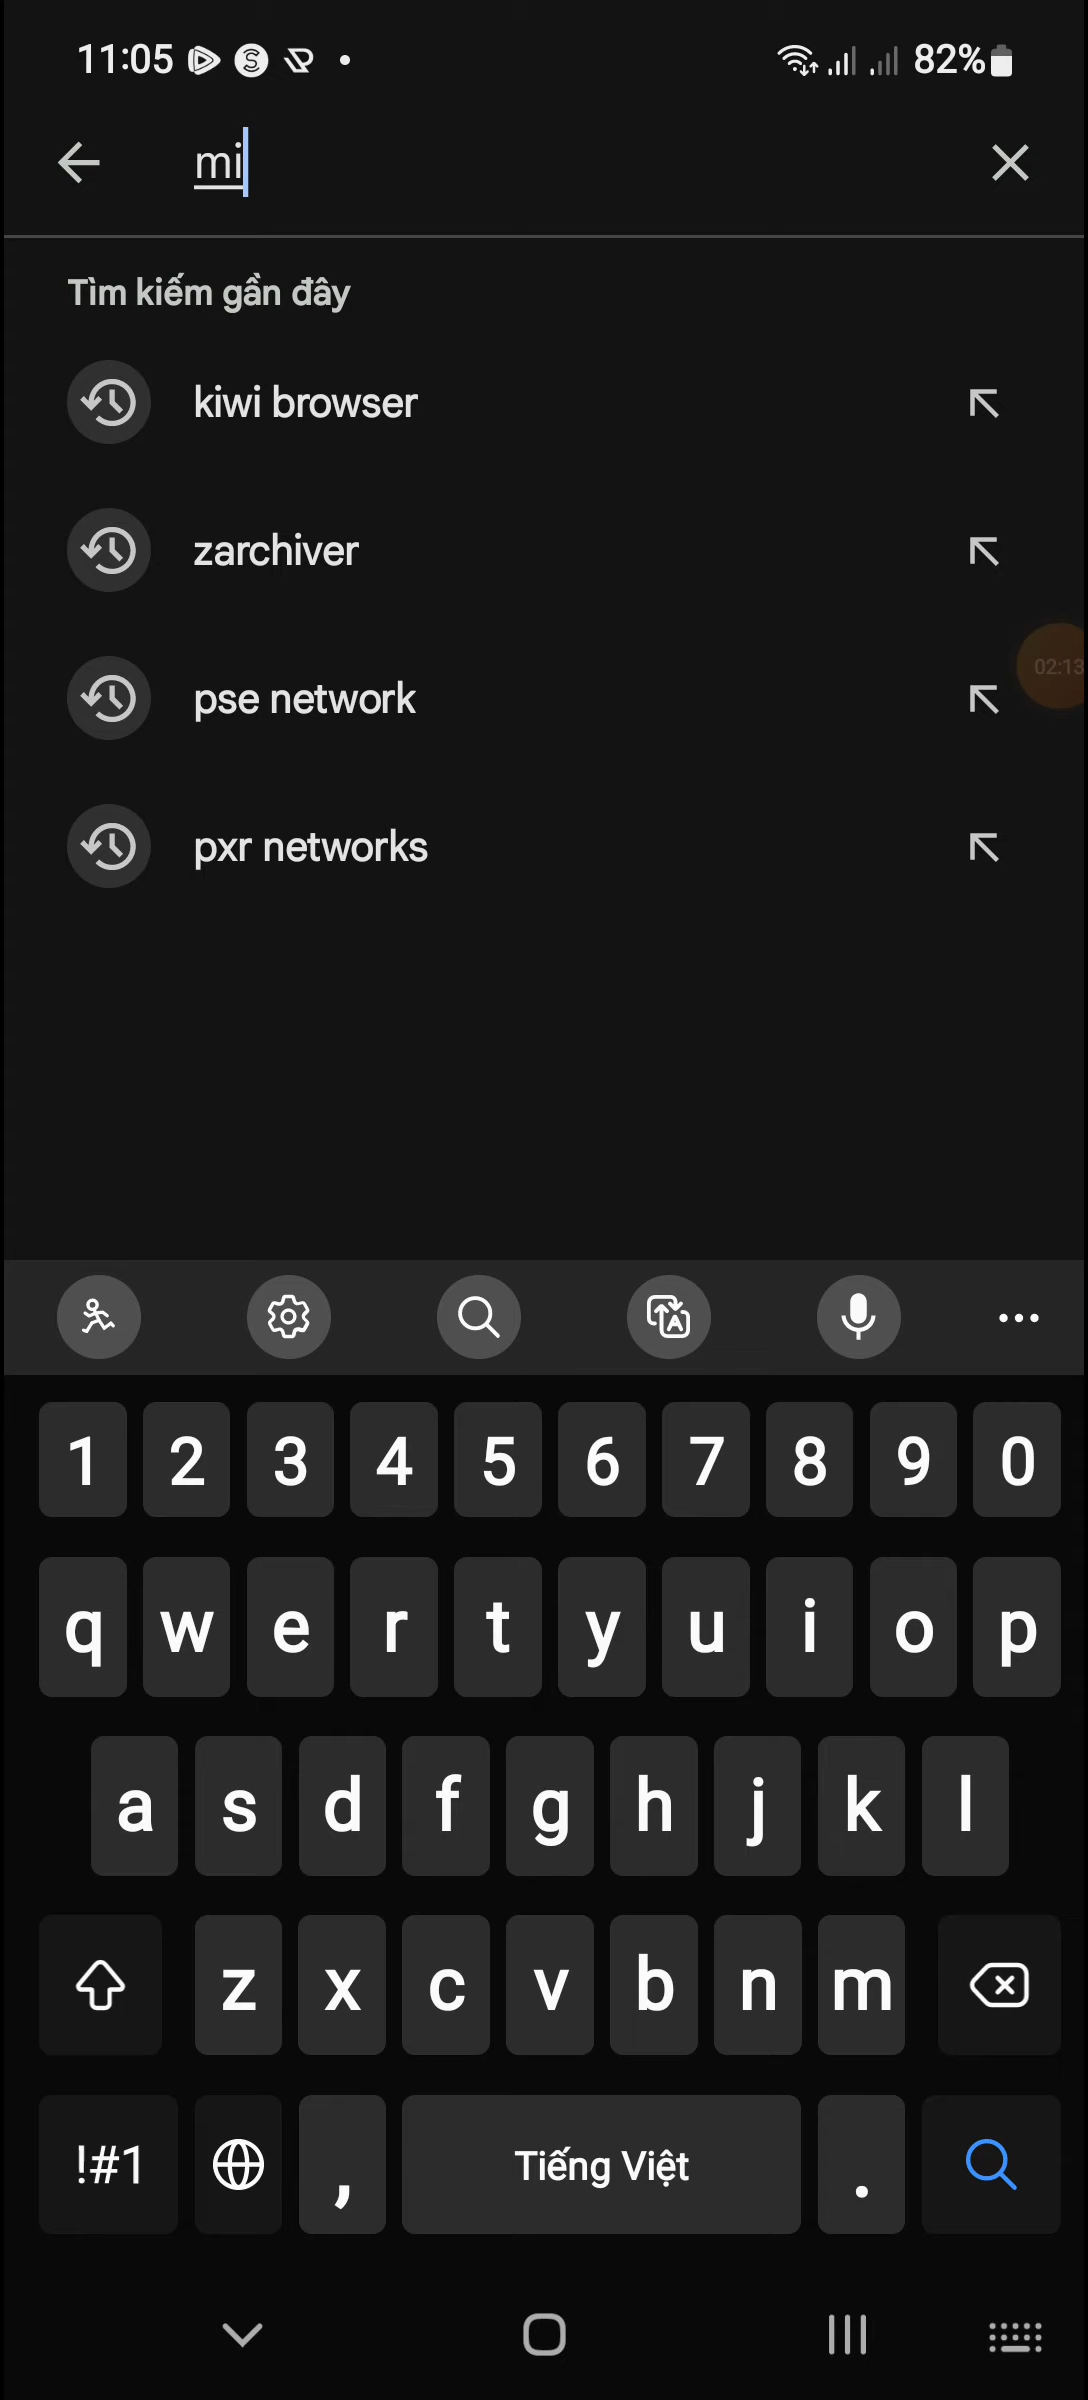 11:05 82%
mi
Tìm kiếm gần đây
kiwi browser
zarchiver
02:13
pse network
pxr networks
1 2 3 4 5 6 7 8 9 0
q w e r t y u i o p
a s d f g h j k l
z x c v b n m
!#1 , Tiếng Việt .